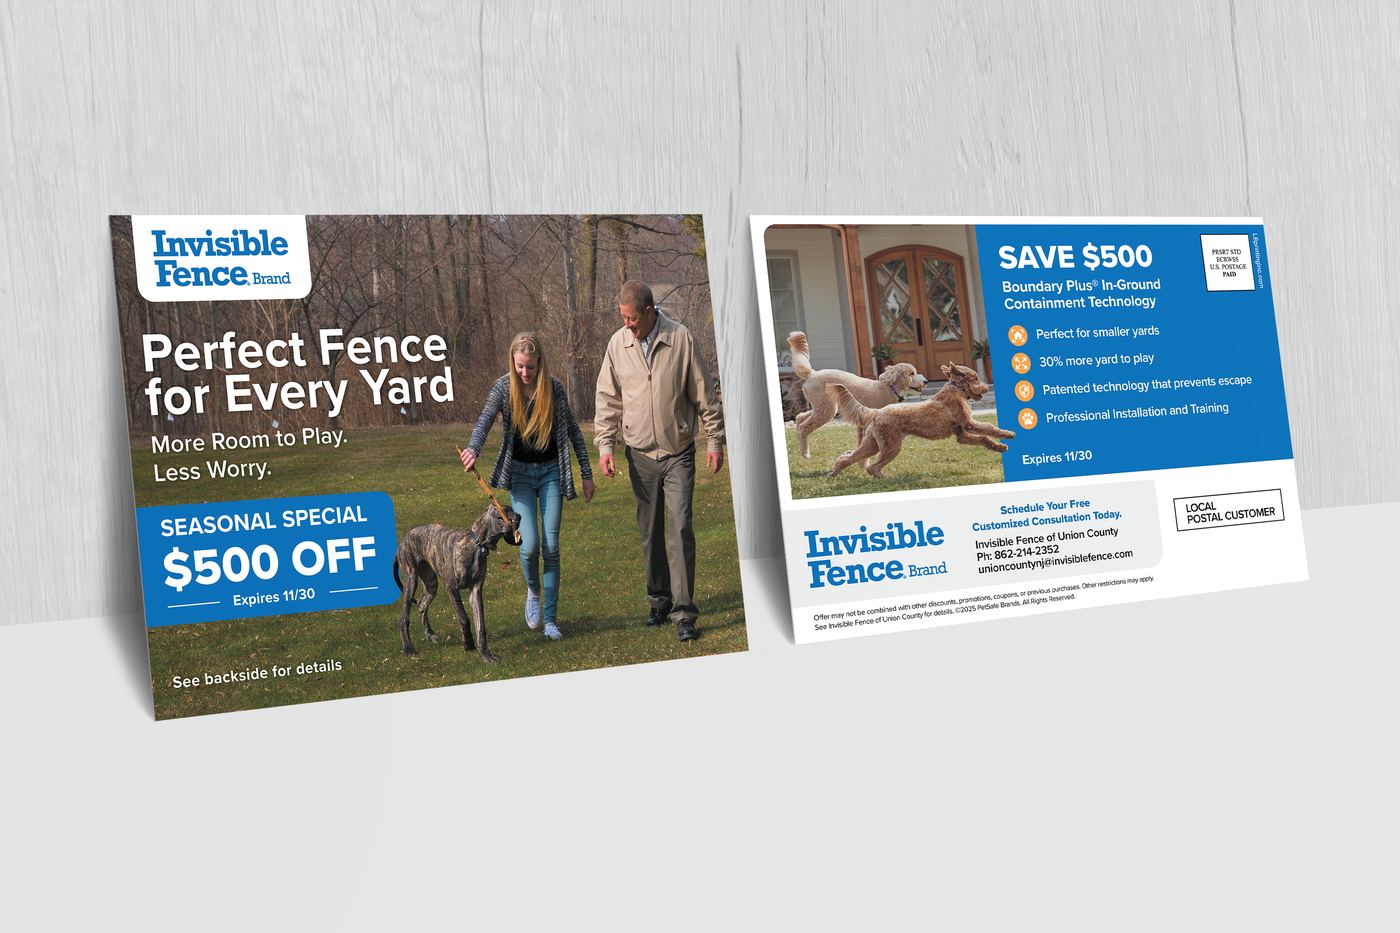 Invisible
Fence® Brand
Perfect Fence
for Every Yard
More Room to Play.
Less Worry.
SEASONAL SPECIAL
$500 OFF
Expires 11/30
See backside for details
SAVE $500
Boundary Plus® In-Ground
Containment Technology
Perfect for smaller yards
30% more yard to play
Patented technology that prevents escape
Professional Installation and Training
Expires 11/30
PRSRT STD
ECRWSS
U.S. POSTAGE
PAID
LBprintinginc.com
Invisible
Fence® Brand
Schedule Your Free
Customized Consultation Today.
Invisible Fence of Union County
Ph: 862-214-2352
unioncountynj@invisiblefence.com
LOCAL
POSTAL CUSTOMER
Offer may not be combined with other discounts, promotions, coupons, or previous purchases. Other restrictions may apply.
See Invisible Fence of Union County for details. ©2025 PetSafe Brands. All Rights Reserved.